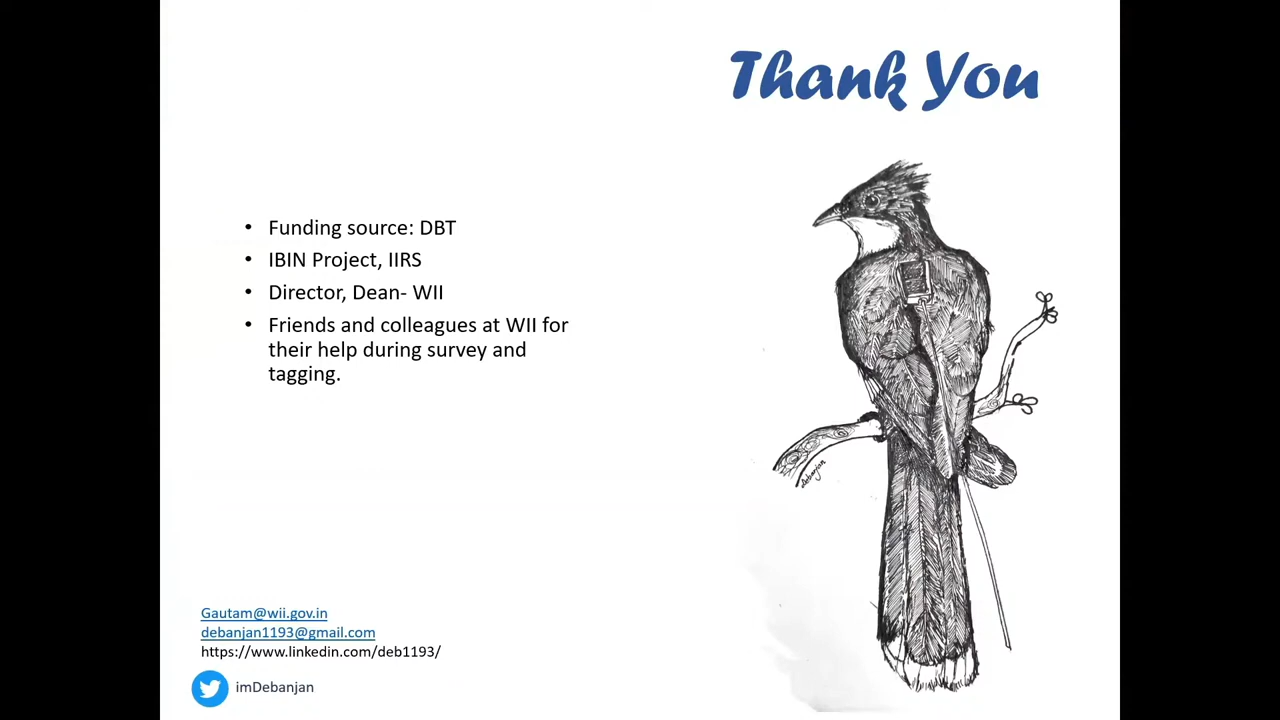 Thank You
• Funding source: DBT
• IBIN Project, IIRS
• Director, Dean- WII
• Friends and colleagues at WII for
their help during survey and
tagging.
Debanjan
Gautam@wii.gov.in
debanjan1193@gmail.com
https://www.linkedin.com/deb1193/
imDebanjan